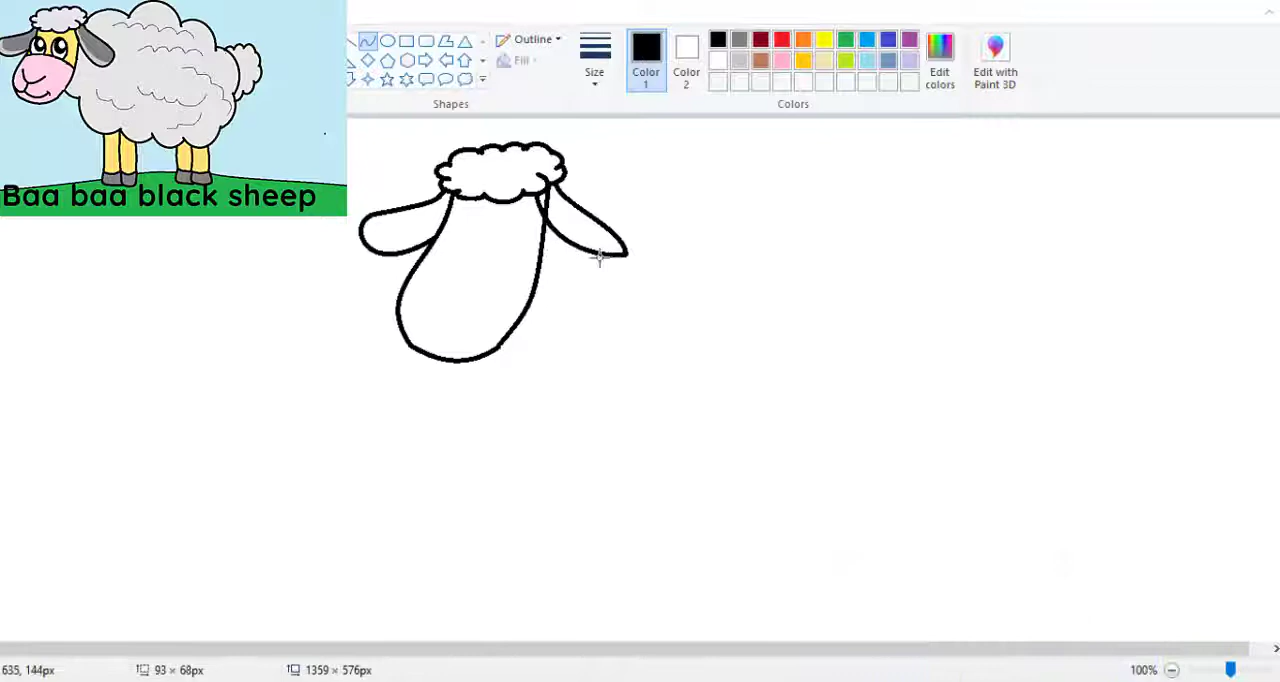 Outline
Fill
Size
Color
1
Color
2
Edit
colors
Edit with
Paint 3D
Shapes
Colors
Baa baa black sheep
635, 144px
93 × 68px
1359 × 576px
100%